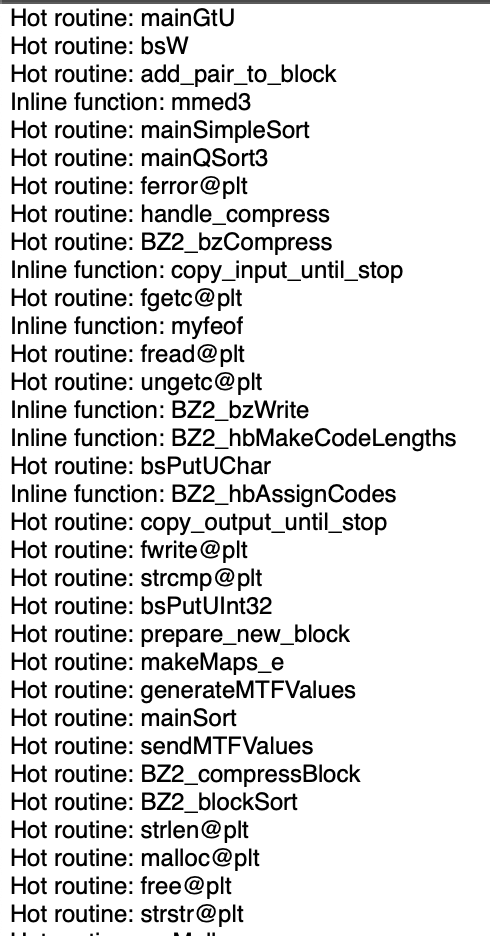 Hot routine: mainGtU
Hot routine: bsW
Hot routine: add_pair_to_block
Inline function: mmed3
Hot routine: mainSimpleSort
Hot routine: mainQSort3
Hot routine: ferror@plt
Hot routine: handle_compress
Hot routine: BZ2_bzCompress
Inline function: copy_input_until_stop
Hot routine: fgetc@plt
Inline function: myfeof
Hot routine: fread@plt
Hot routine: ungetc@plt
Inline function: BZ2_bzWrite
Inline function: BZ2_hbMakeCodeLengths
Hot routine: bsPutUChar
Inline function: BZ2_hbAssignCodes
Hot routine: copy_output_until_stop
Hot routine: fwrite@plt
Hot routine: strcmp@plt
Hot routine: bsPutUInt32
Hot routine: prepare_new_block
Hot routine: makeMaps_e
Hot routine: generateMTFValues
Hot routine: mainSort
Hot routine: sendMTFValues
Hot routine: BZ2_compressBlock
Hot routine: BZ2_blockSort
Hot routine: strlen@plt
Hot routine: malloc@plt
Hot routine: free@plt
Hot routine: strstr@plt